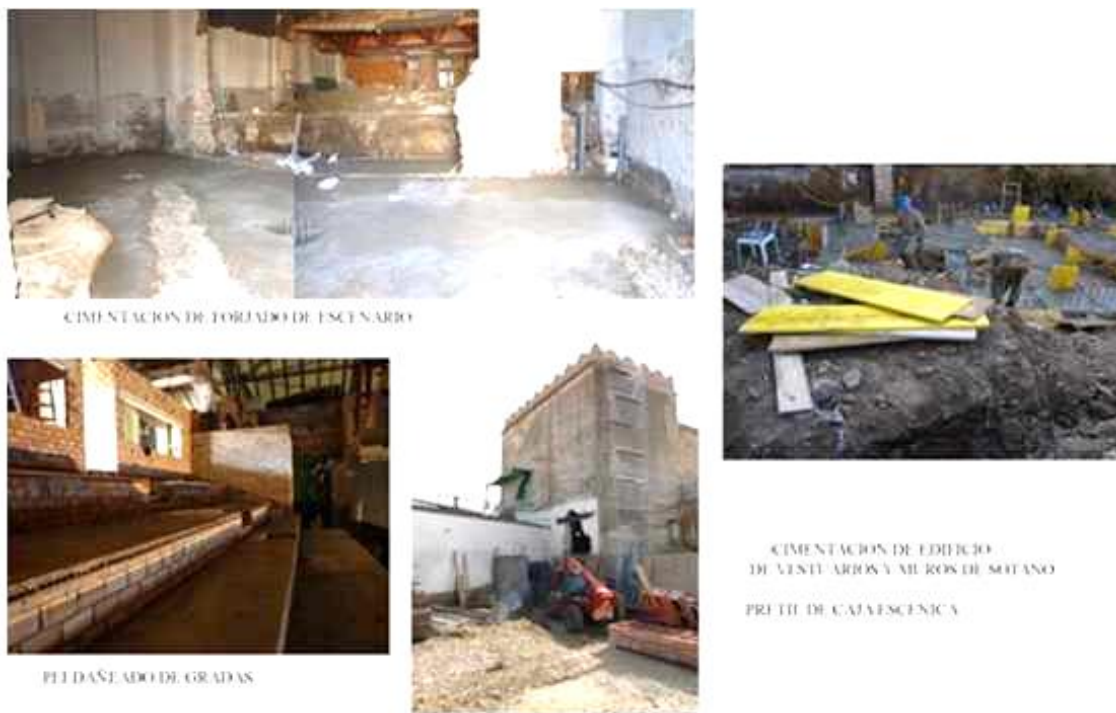 CIMENTACION DE FORJADO DE ESCENARIO
PELDAÑEADO DE GRADAS
CIMENTACION DE EDIFICIO
DE VESTUARIOS Y MUROS DE SOTANO
PRETIL DE CAJA ESCENICA